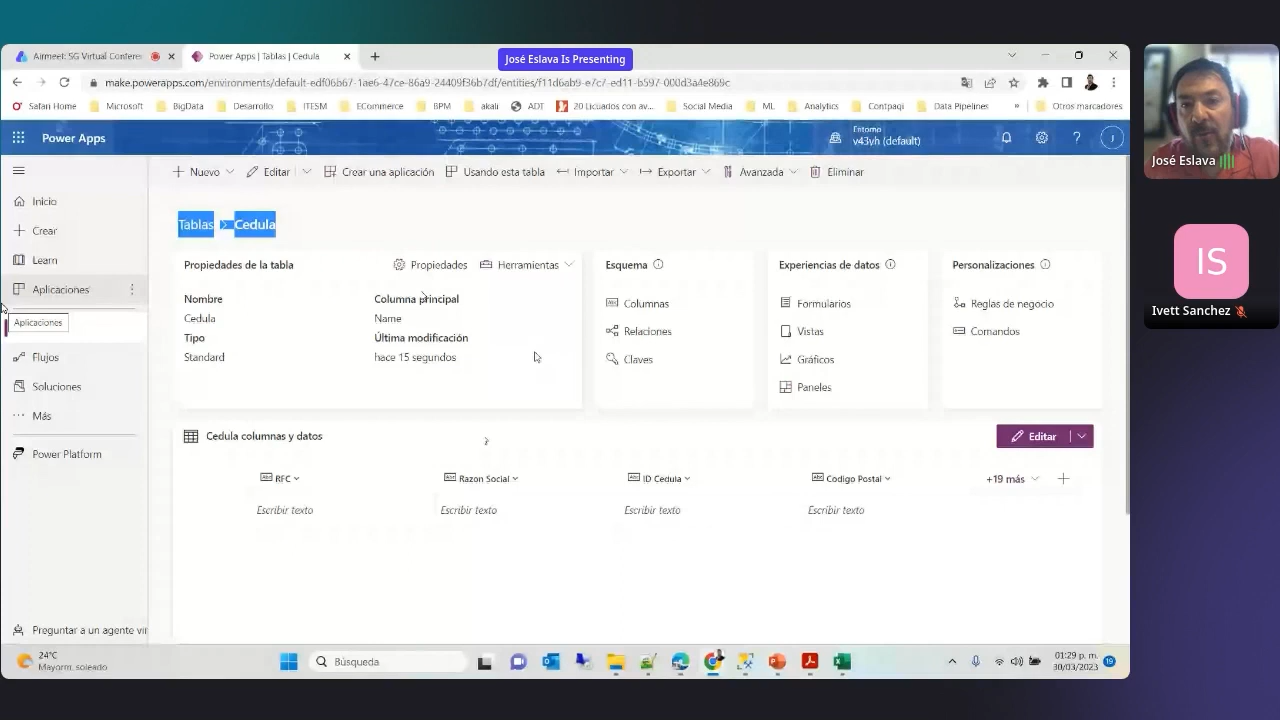 Airmeet: SG Virtual Conferen
Power Apps | Tablas | Cedula
José Eslava Is Presenting
make.powerapps.com/environments/default-edf06b67-1ae6-47ce-86a9-24409f36b7df/entities/f11d6ab9-e7c7-ed11-b597-000d3a4e869c
Safari Home
Microsoft
BigData
Desarrollo
ITESM
ECommerce
BPM
akali
ADT
20 Licuados con av...
Social Media
ML
Analytics
Contpaqi
Data Pipelines
»
Otros marcadores
Power Apps
Entorno
v43yh (default)
?
J
Nuevo
Editar
Crear una aplicación
Usando esta tabla
Importar
Exportar
Avanzada
Eliminar
Inicio
Crear
Learn
Aplicaciones
Aplicaciones
Flujos
Soluciones
Más
Power Platform
Preguntar a un agente vir
Tablas > Cedula
Propiedades de la tabla
Propiedades
Herramientas
Nombre
Columna principal
Cedula
Name
Tipo
Última modificación
Standard
hace 15 segundos
Esquema
Columnas
Relaciones
Claves
Experiencias de datos
Formularios
Vistas
Gráficos
Paneles
Personalizaciones
Reglas de negocio
Comandos
Cedula columnas y datos
Editar
Abc RFC
Abc Razon Social
Abc ID Cedula
Abc Codigo Postal
+19 más
Escribir texto
Escribir texto
Escribir texto
Escribir texto
24°C
Mayorm. soleado
Búsqueda
01:29 p. m.
30/03/2023
19
José Eslava
IS
Ivett Sanchez